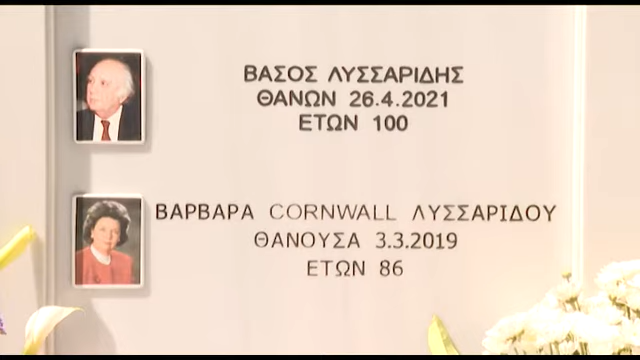 ΒΑΣΟΣ ΛΥΣΣΑΡΙΔΗΣ
ΘΑΝΩΝ 26.4.2021
ΕΤΩΝ 100
ΒΑΡΒΑΡΑ CORNWALL ΛΥΣΣΑΡΙΔΟΥ
ΘΑΝΟΥΣΑ 3.3.2019
ΕΤΩΝ 86